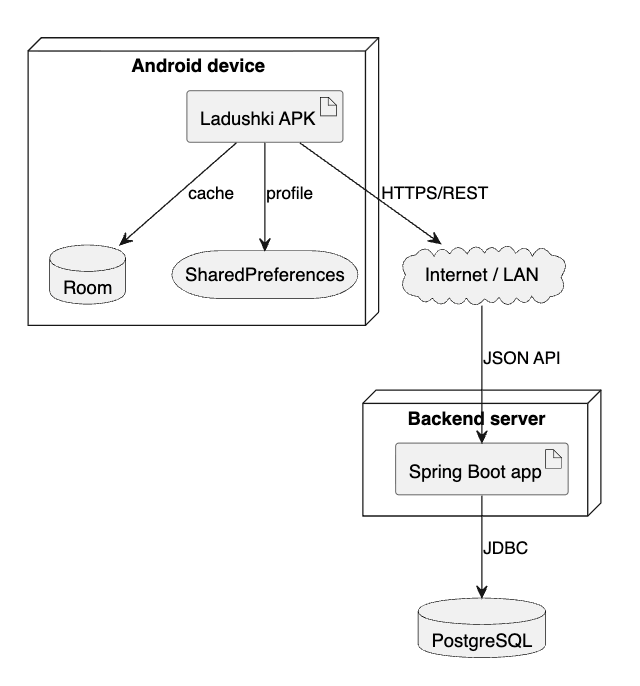 Android device
Ladushki APK
cache
profile
HTTPS/REST
Room
SharedPreferences
Internet / LAN
JSON API
Backend server
Spring Boot app
JDBC
PostgreSQL